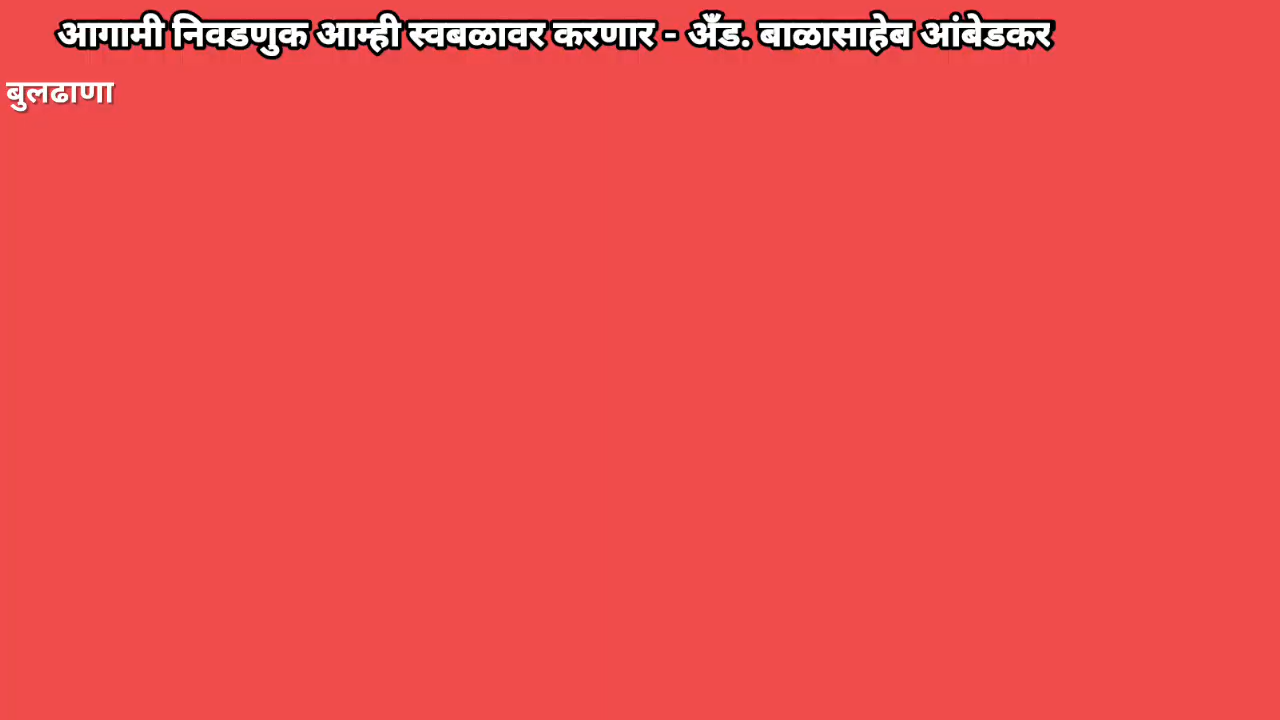 आगामी निवडणुक आम्ही स्वबळावर करणार - अँड. बाळासाहेब आंबेडकर
बुलढाणा